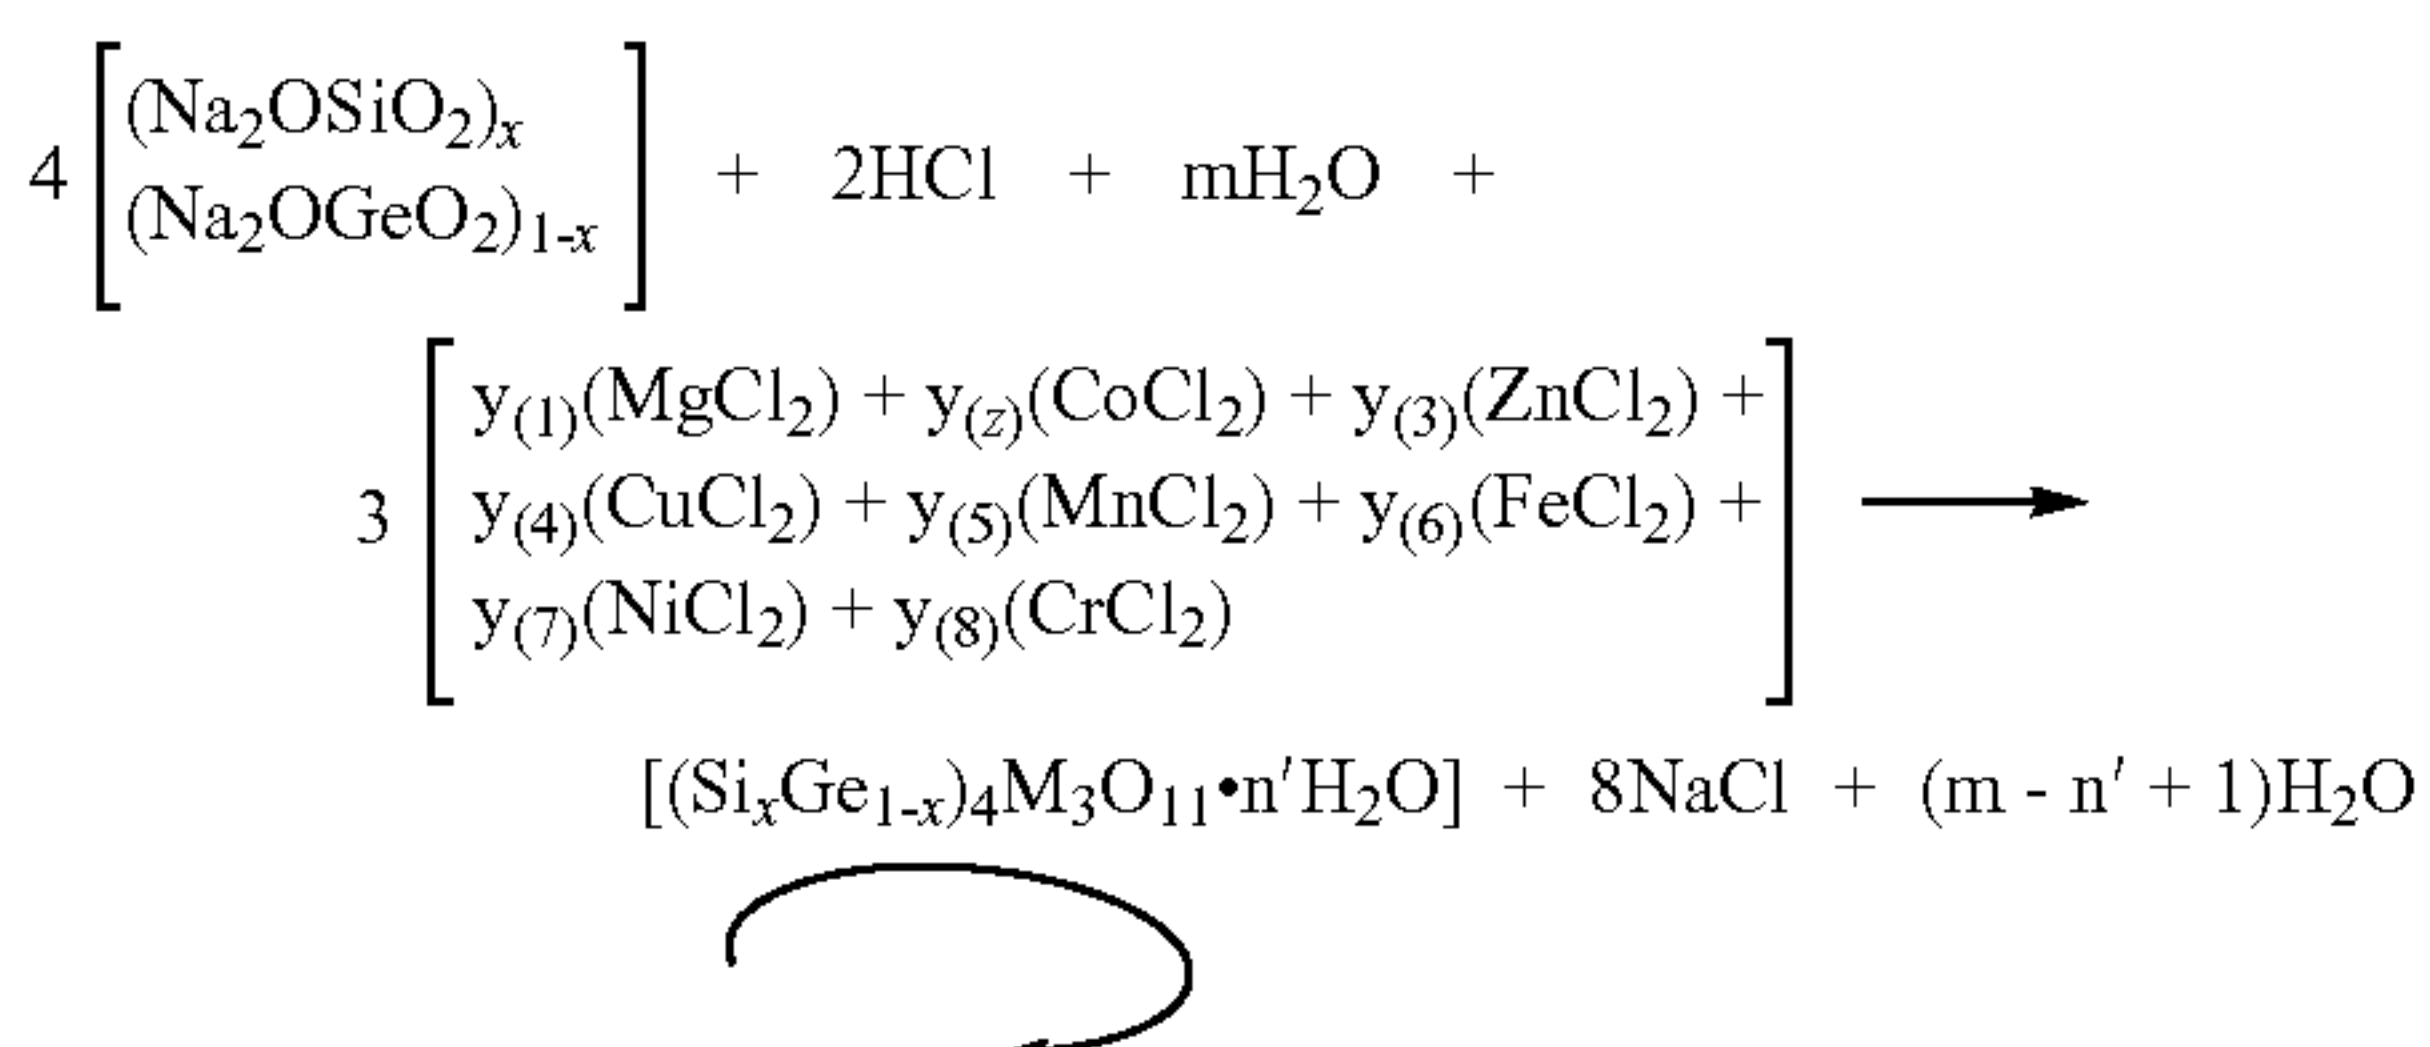 4 [ (Na₂OSiO₂)ₓ
(Na₂OGeO₂)₁₋ₓ ] + 2HCl + mH₂O +
3 [ y₍₁₎(MgCl₂) + y₍z₎(CoCl₂) + y₍₃₎(ZnCl₂) +
y₍₄₎(CuCl₂) + y₍₅₎(MnCl₂) + y₍₆₎(FeCl₂) +
y₍₇₎(NiCl₂) + y₍₈₎(CrCl₂) ] ⟶
[(SiₓGe₁₋ₓ)₄M₃O₁₁•n′H₂O] + 8NaCl + (m - n′ + 1)H₂O